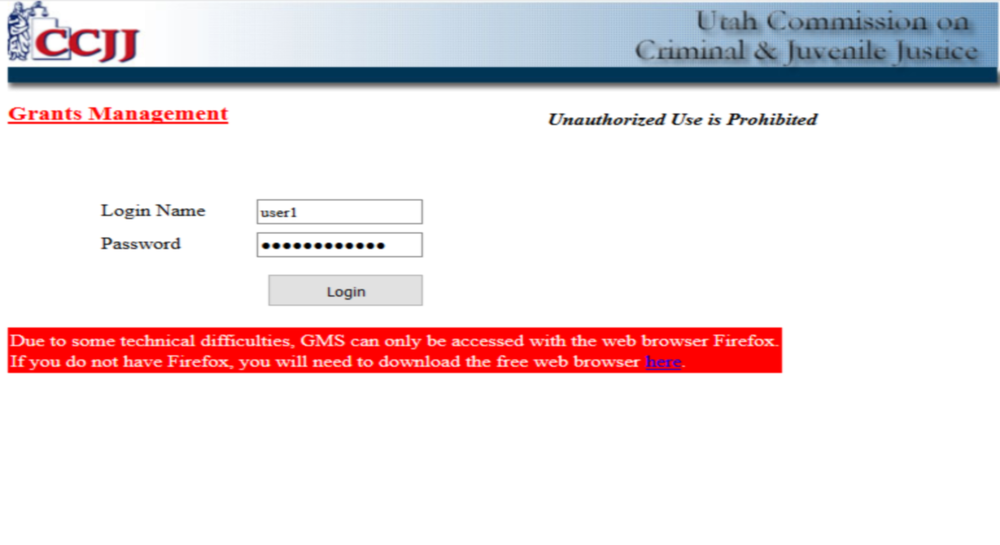 CCJJ
Utah Commission on
Criminal & Juvenile Justice
Grants Management
Unauthorized Use is Prohibited
Login Name
user1
Password
••••••••••••
Login
Due to some technical difficulties, GMS can only be accessed with the web browser Firefox.
If you do not have Firefox, you will need to download the free web browser here.